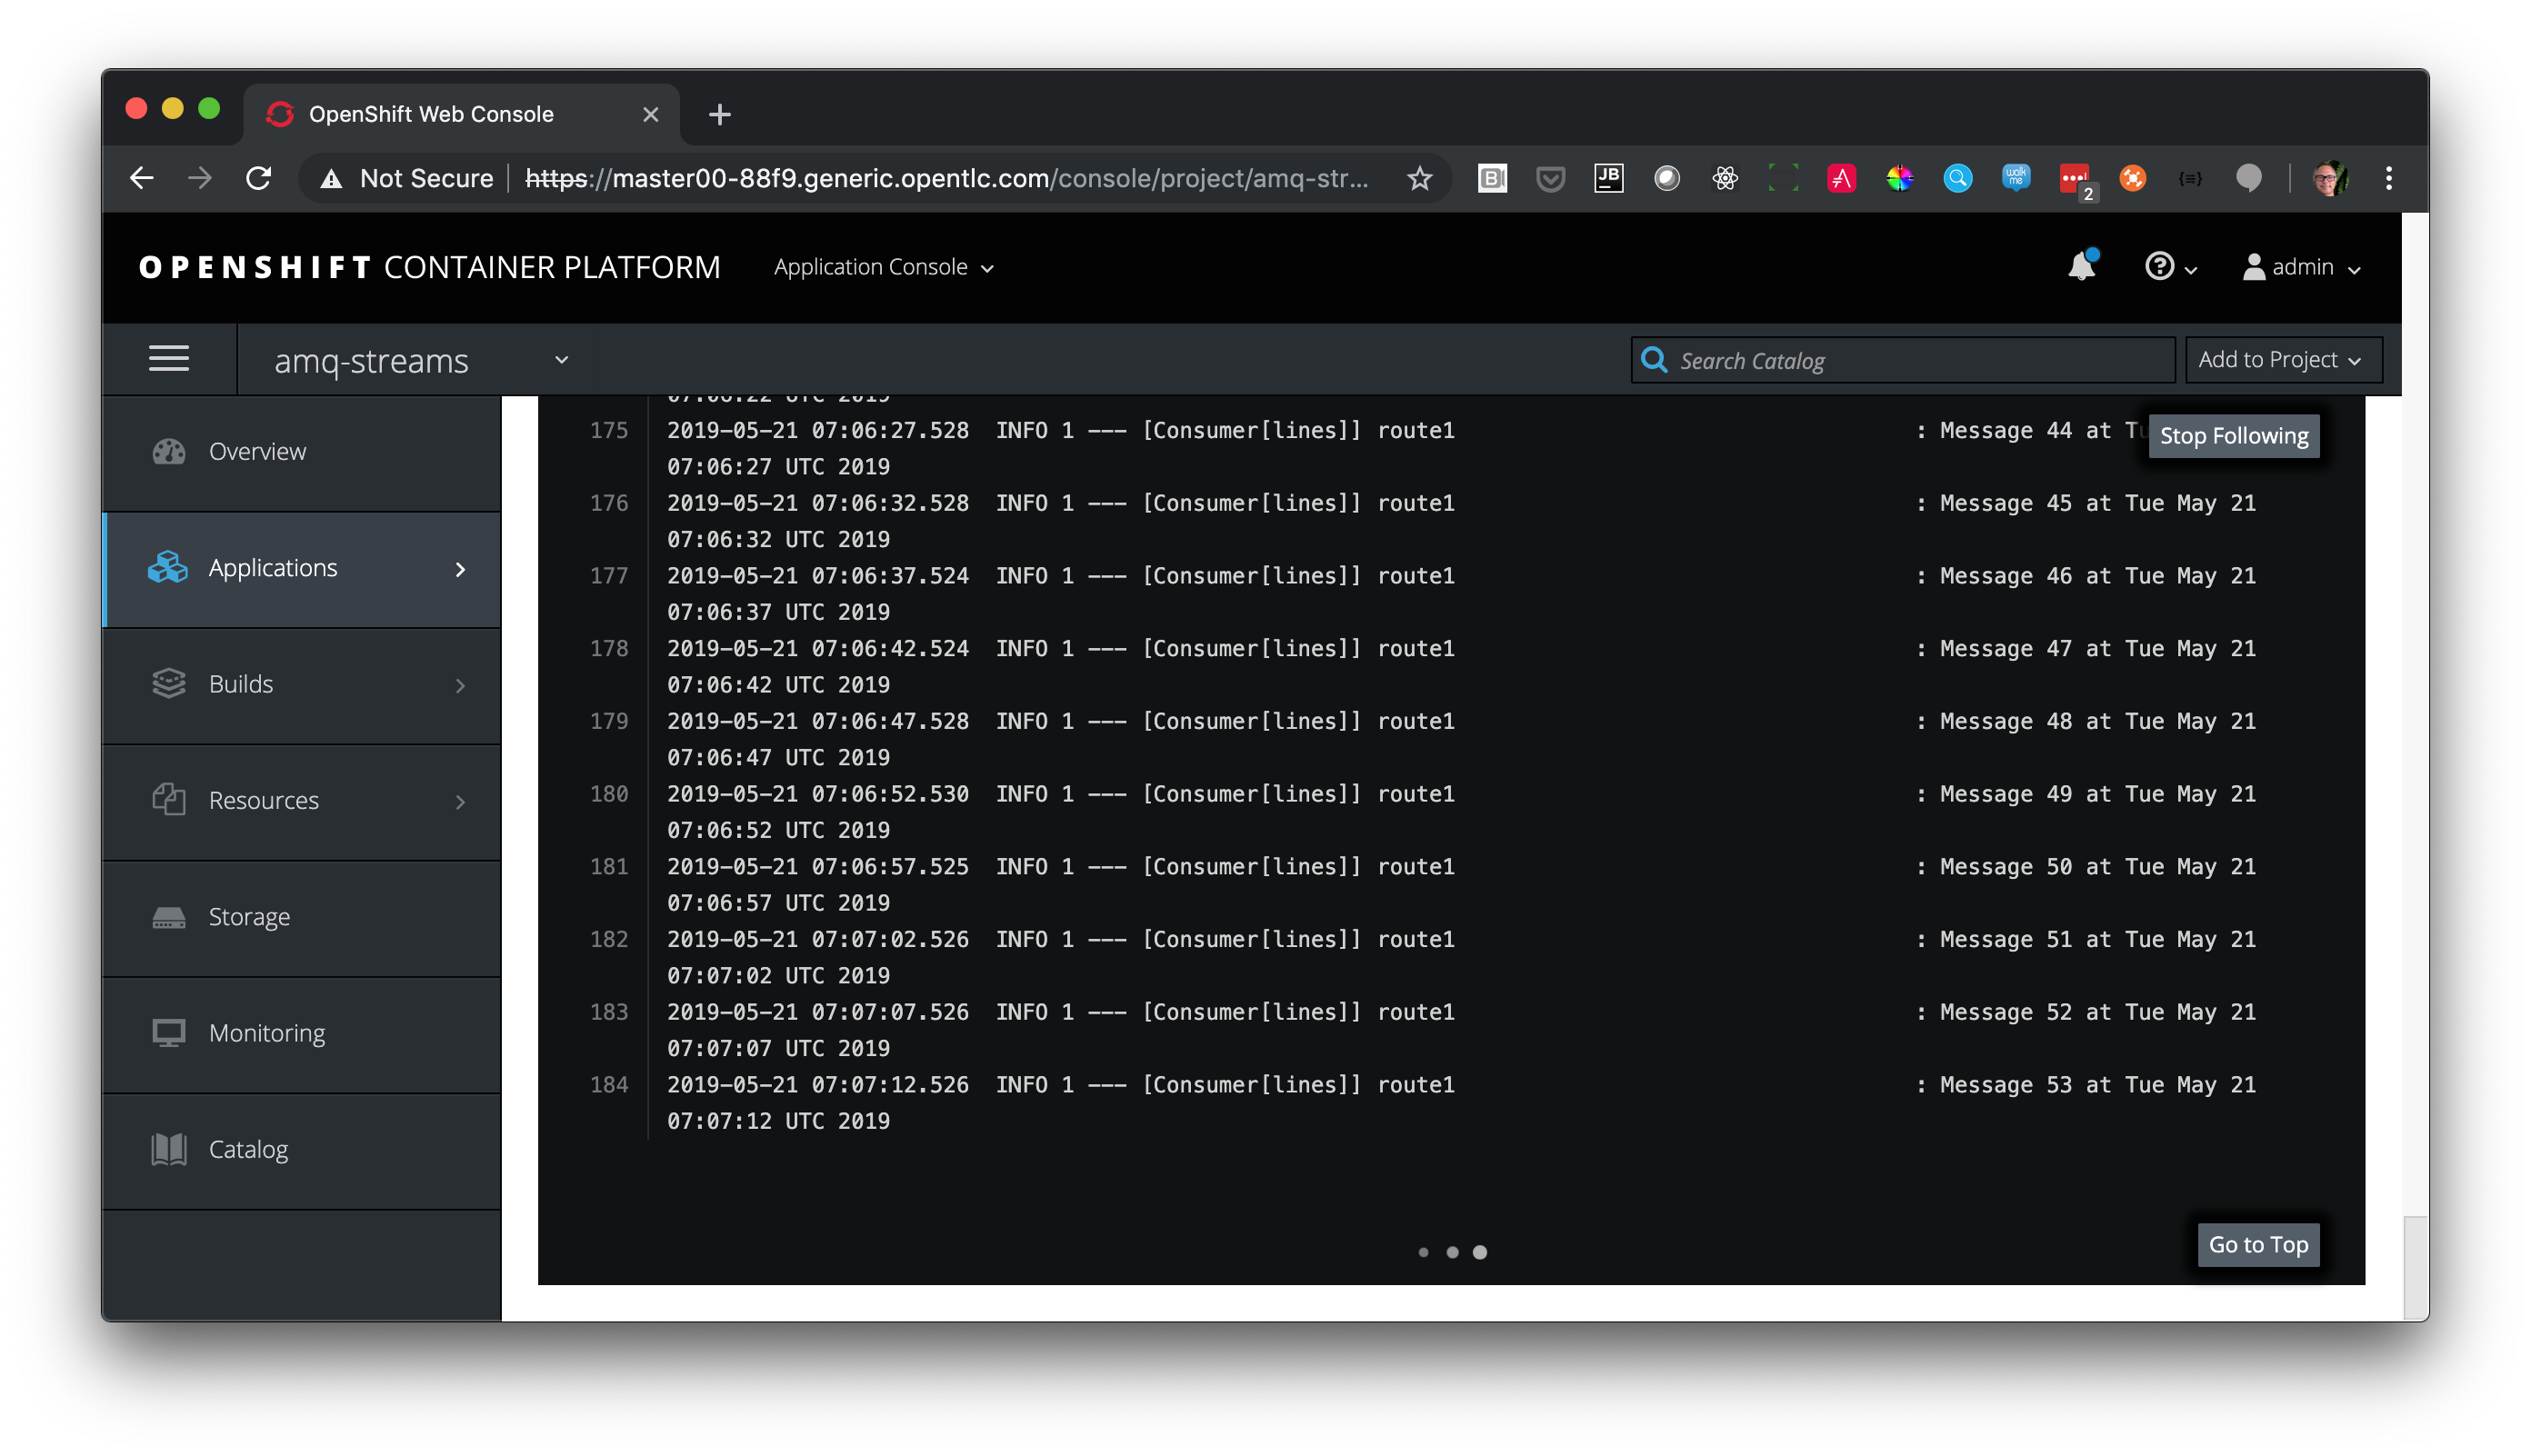 OpenShift Web Console
Not Secure https://master00-88f9.generic.opentlc.com/console/project/amq-str...
JB
walk me
2
OPENSHIFT CONTAINER PLATFORM
Application Console
admin
amq-streams
Search Catalog
Add to Project
Overview
Applications
Builds
Resources
Storage
Monitoring
Catalog
07:06:22 UTC 2019
175 2019-05-21 07:06:27.528 INFO 1 --- [Consumer[lines]] route1 : Message 44 at Tu
Stop Following
07:06:27 UTC 2019
176 2019-05-21 07:06:32.528 INFO 1 --- [Consumer[lines]] route1 : Message 45 at Tue May 21
07:06:32 UTC 2019
177 2019-05-21 07:06:37.524 INFO 1 --- [Consumer[lines]] route1 : Message 46 at Tue May 21
07:06:37 UTC 2019
178 2019-05-21 07:06:42.524 INFO 1 --- [Consumer[lines]] route1 : Message 47 at Tue May 21
07:06:42 UTC 2019
179 2019-05-21 07:06:47.528 INFO 1 --- [Consumer[lines]] route1 : Message 48 at Tue May 21
07:06:47 UTC 2019
180 2019-05-21 07:06:52.530 INFO 1 --- [Consumer[lines]] route1 : Message 49 at Tue May 21
07:06:52 UTC 2019
181 2019-05-21 07:06:57.525 INFO 1 --- [Consumer[lines]] route1 : Message 50 at Tue May 21
07:06:57 UTC 2019
182 2019-05-21 07:07:02.526 INFO 1 --- [Consumer[lines]] route1 : Message 51 at Tue May 21
07:07:02 UTC 2019
183 2019-05-21 07:07:07.526 INFO 1 --- [Consumer[lines]] route1 : Message 52 at Tue May 21
07:07:07 UTC 2019
184 2019-05-21 07:07:12.526 INFO 1 --- [Consumer[lines]] route1 : Message 53 at Tue May 21
07:07:12 UTC 2019
Go to Top